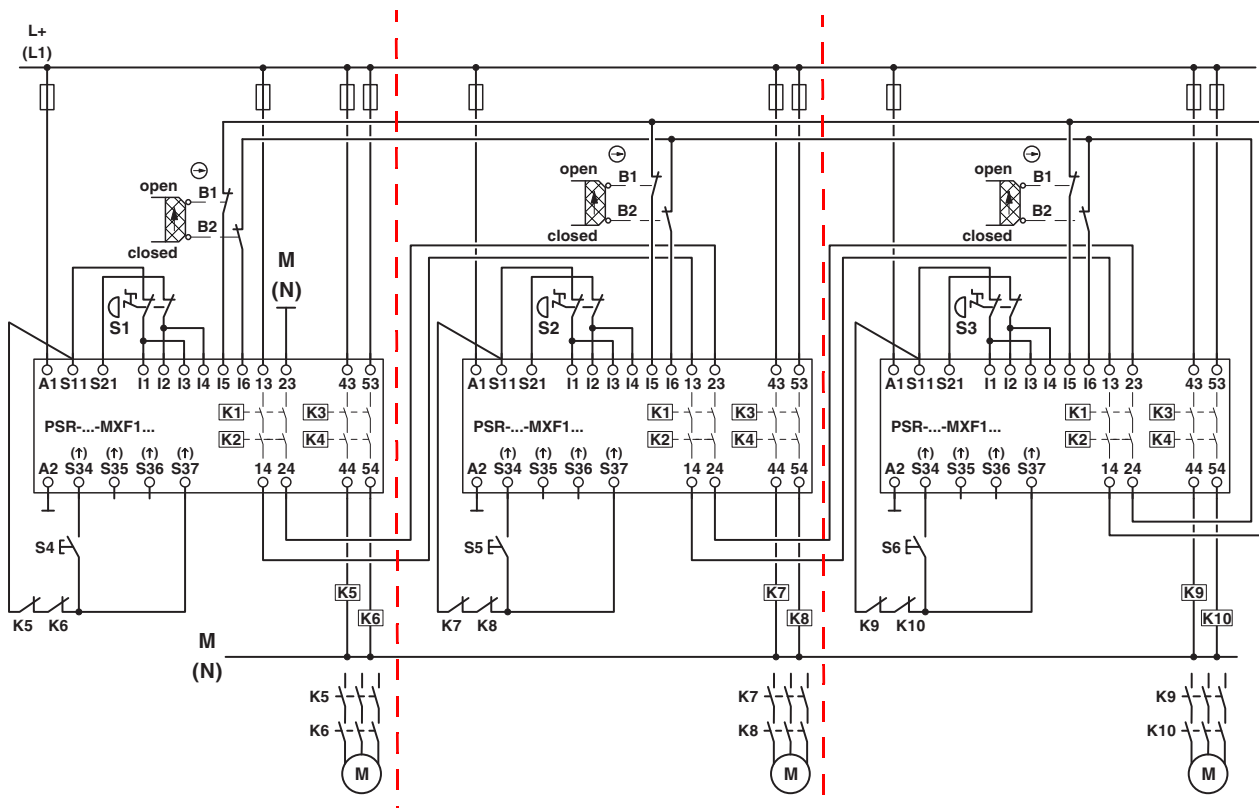 L+
(L1)
open
B1
B2
closed
open
B1
B2
closed
open
B1
B2
closed
M
(N)
S1
S2
S3
A1 S11 S21 I1 I2 I3 I4 I5 I6 13 23 43 53
A1 S11 S21 I1 I2 I3 I4 I5 I6 13 23 43 53
A1 S11 S21 I1 I2 I3 I4 I5 I6 13 23 43 53
K1 K3
PSR-...-MXF1...
K2 K4
K1 K3
PSR-...-MXF1...
K2 K4
K1 K3
PSR-...-MXF1...
K2 K4
(↑) (↑) (↑) (↑)
A2 S34 S35 S36 S37 14 24 44 54
(↑) (↑) (↑) (↑)
A2 S34 S35 S36 S37 14 24 44 54
(↑) (↑) (↑) (↑)
A2 S34 S35 S36 S37 14 24 44 54
S4
S5
S6
K5
K6
K7
K8
K9
K10
K5 K6
K7 K8
K9 K10
M
(N)
K5
K6
M
K7
K8
M
K9
K10
M